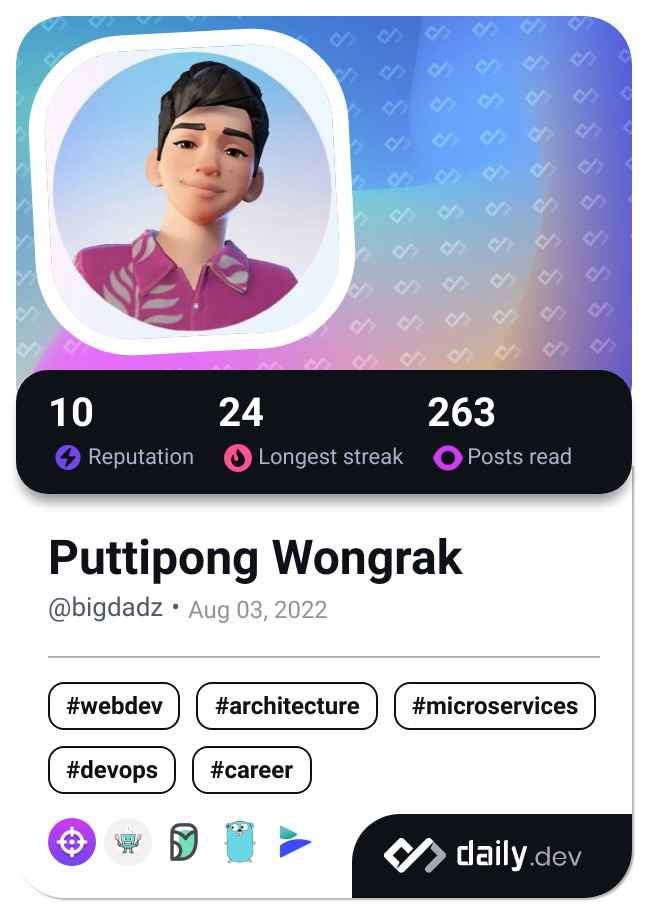 10 24 263
Reputation Longest streak Posts read
Puttipong Wongrak
@bigdadz • Aug 03, 2022
#webdev #architecture #microservices
#devops #career
daily.dev